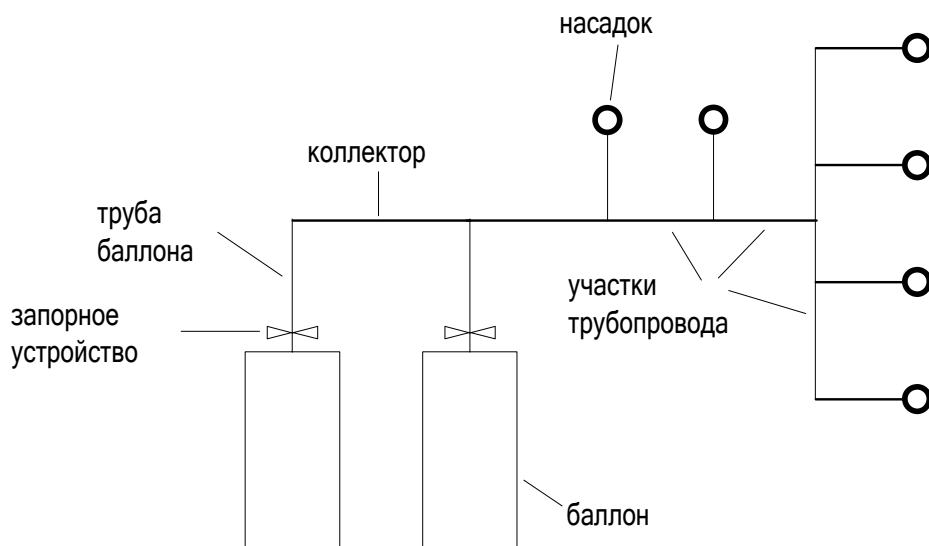 насадок
коллектор
труба
баллона
запорное
устройство
участки
трубопровода
баллон